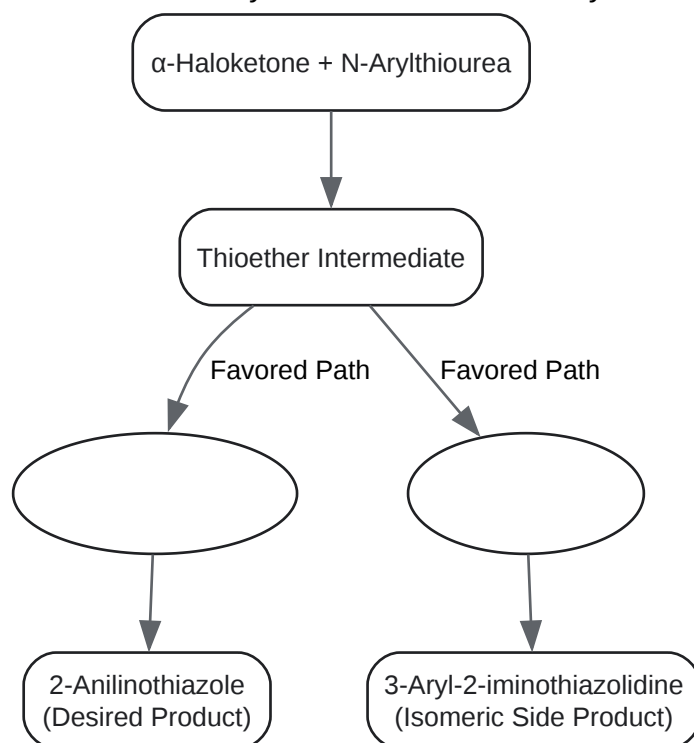 α-Haloketone + N-Arylthiourea
Thioether Intermediate
Favored Path
Favored Path
2-Anilinothiazole
(Desired Product)
3-Aryl-2-iminothiazolidine
(Isomeric Side Product)